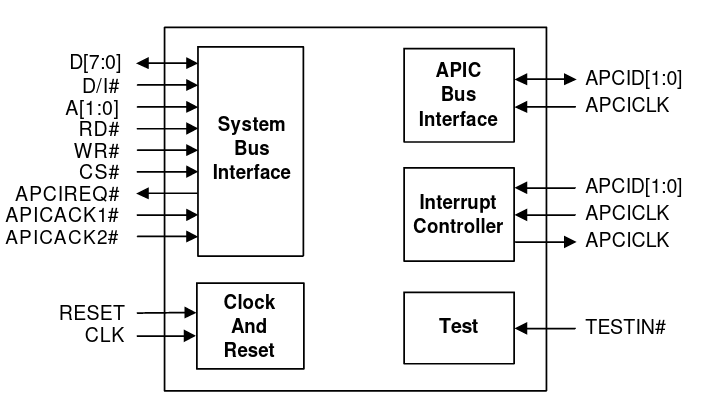 D[7:0]
D/I#
A[1:0]
RD#
WR#
CS#
APCIREQ#
APICACK1#
APICACK2#
System
Bus
Interface
RESET
CLK
Clock
And
Reset
APIC
Bus
Interface
APCID[1:0]
APCICLK
Interrupt
Controller
APCID[1:0]
APCICLK
APCICLK
Test
TESTIN#